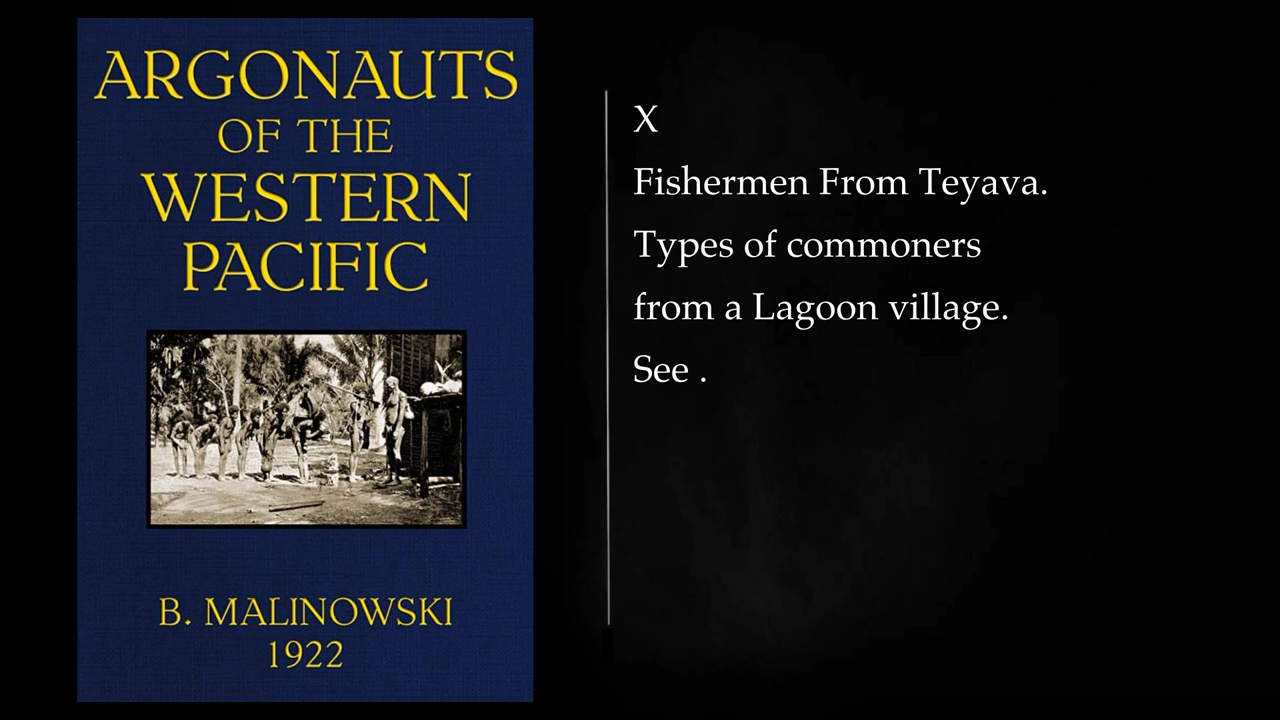 ARGONAUTS
OF THE
WESTERN
PACIFIC
B. MALINOWSKI
1922
X
Fishermen From Teyava.
Types of commoners
from a Lagoon village.
See .